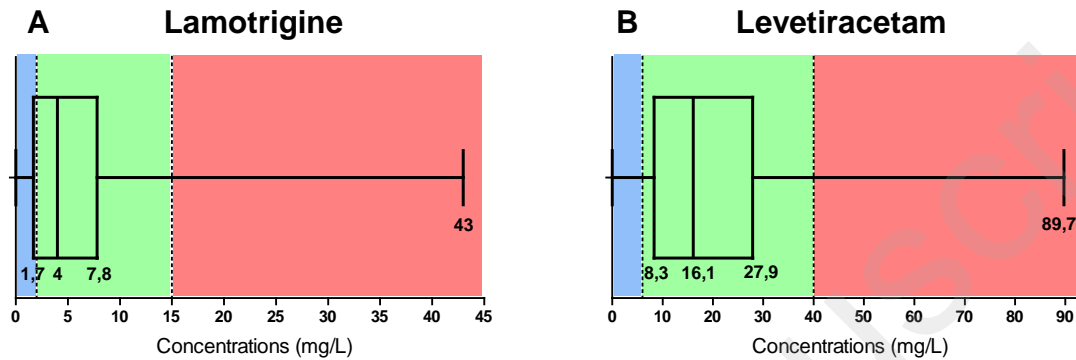 A Lamotrigine
43
1,7 4 7,8
0 5 10 15 20 25 30 35 40 45
Concentrations (mg/L)
B Levetiracetam
89,7
8,3 16,1 27,9
0 10 20 30 40 50 60 70 80 90
Concentrations (mg/L)